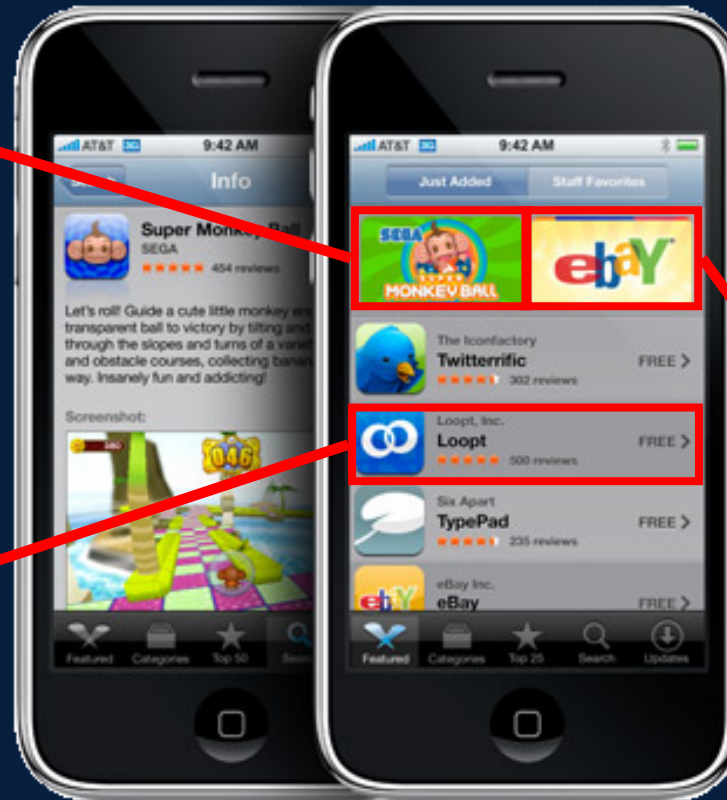 AT&T 3G 9:42 AM
Info
Super Monkey Ball
SEGA
454 reviews
Let's roll! Guide a cute little monkey
transparent ball to victory by tilting and
through the slopes and turns of a
and obstacle courses, collecting
way. Insanely fun and addicting!
Screenshot:
046
Featured Categories Top 50
AT&T 3G 9:42 AM
Just Added Staff Favorites
SEGA
SUPER
MONKEY BALL
ebay
The Iconfactory
Twitterrific FREE
302 reviews
Loopt, Inc.
Loopt FREE
500 reviews
Six Apart
TypePad FREE
235 reviews
eBay Inc.
eBay FREE
ebay
Featured Categories Top 25 Search Updates